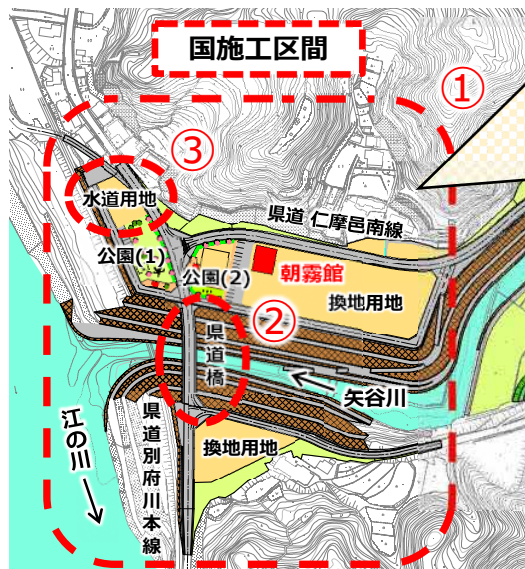 国施工区間
①
③
水道用地
県道 仁摩邑南線
公園(1)
公園(2)
朝霧館
換地用地
②
県道橋
矢谷川
江の川
県道別府川本線
換地用地